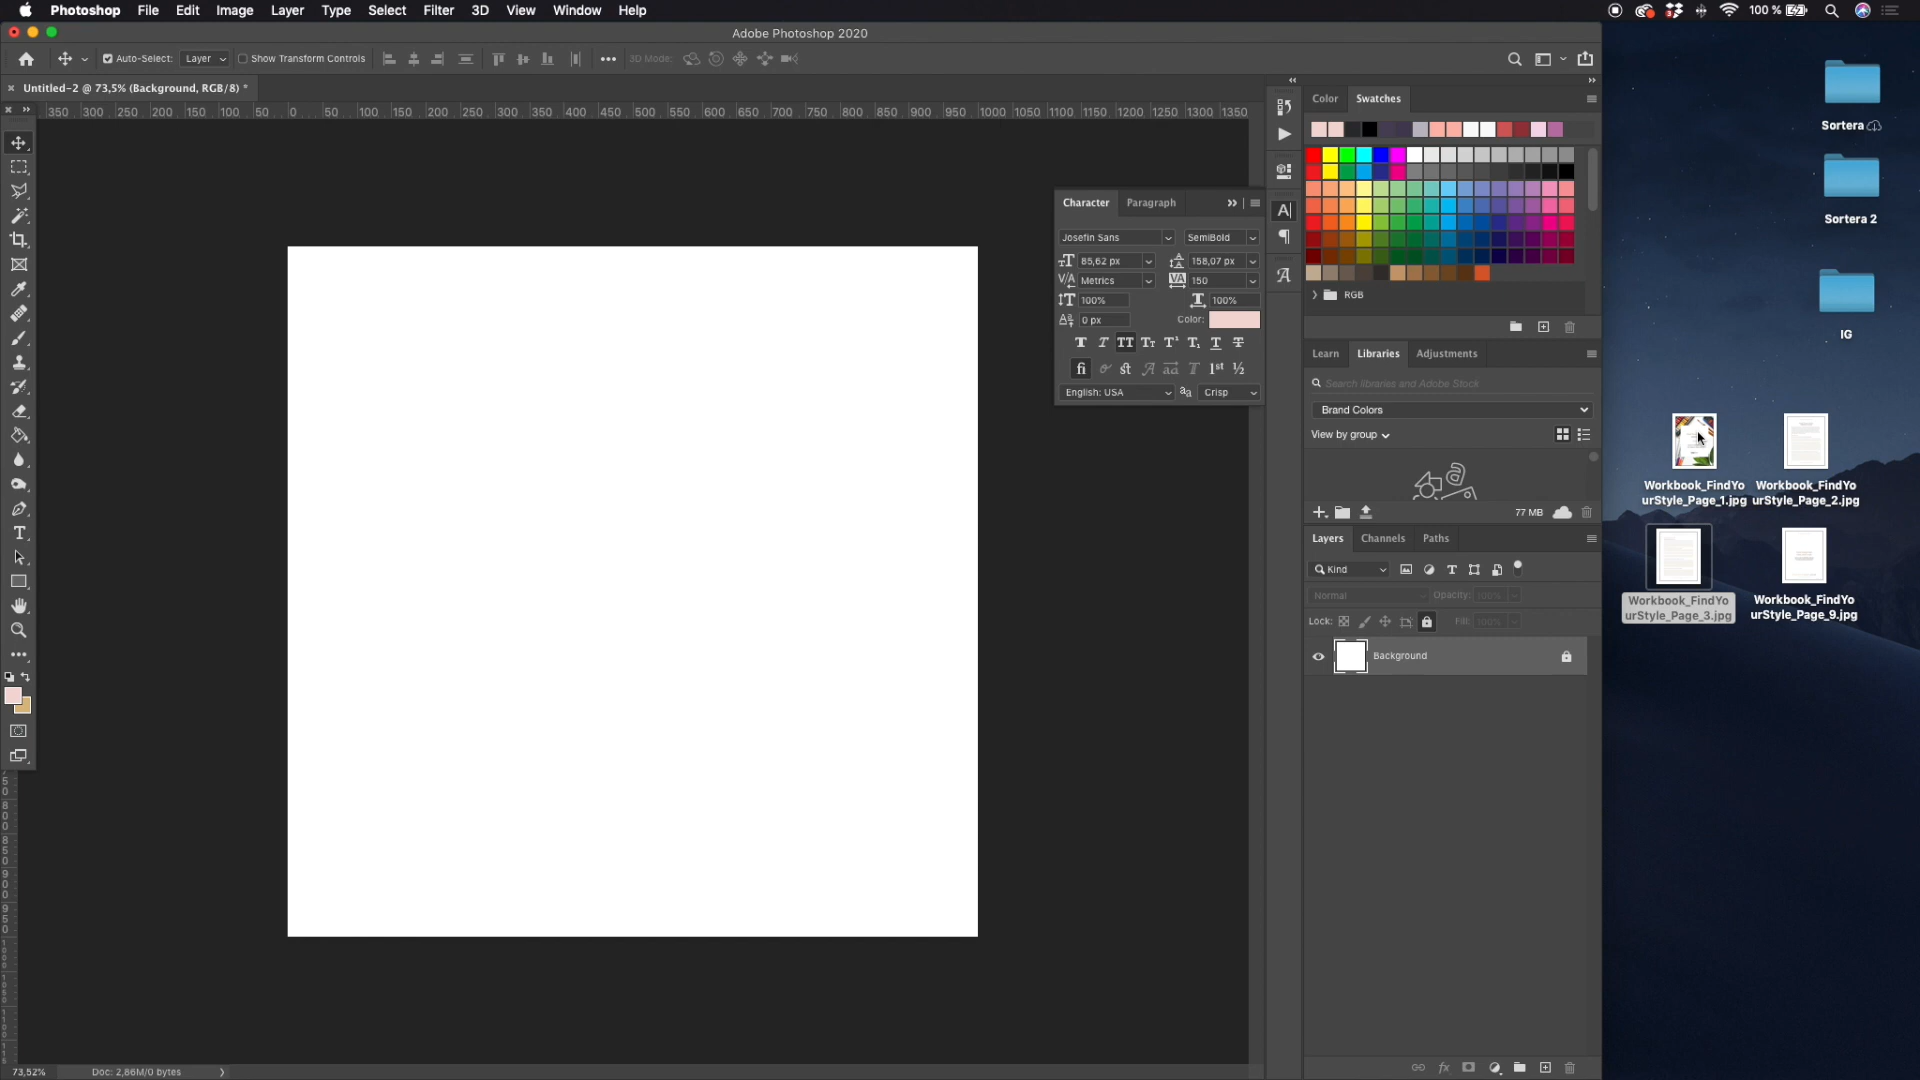 Photoshop File Edit Image Layer Type Select Filter 3D View Window Help 100 %
Adobe Photoshop 2020
Auto-Select: Layer Show Transform Controls 3D Mode:
Untitled-2 @ 73,5% (Background, RGB/8) *
350 300 250 200 150 100 50 0 50 100 150 200 250 300 350 400 450 500 550 600 650 700 750 800 850 900 950 1000 1050 1100 1150 1200 1250 1300 1350
Color Swatches
RGB
Character Paragraph
Josefin Sans SemiBold
85,62 px 158,07 px
Metrics 150
100% 100%
0 px Color:
English: USA Crisp
Learn Libraries Adjustments
Search libraries and Adobe Stock
Brand Colors
View by group
77 MB
Layers Channels Paths
Kind
Normal Opacity: 100%
Lock: Fill: 100%
Background
Sortera
Sortera 2
IG
Workbook_FindYo
urStyle_Page_1.jpg
Workbook_FindYo
urStyle_Page_2.jpg
Workbook_FindYo
urStyle_Page_3.jpg
Workbook_FindYo
urStyle_Page_9.jpg
73,52% Doc: 2,86M/0 bytes